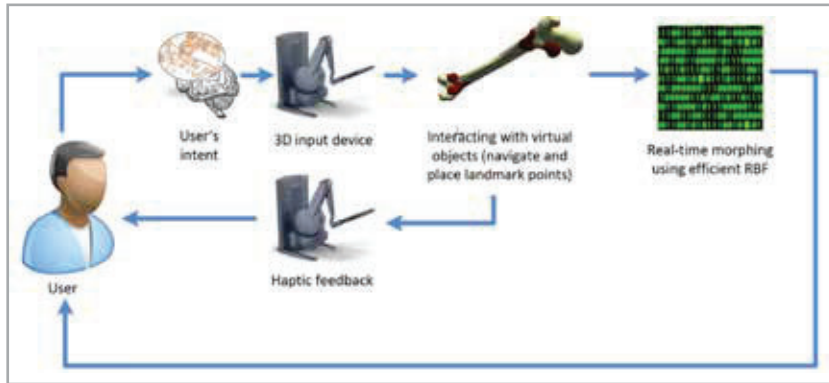 User's
intent
3D input device
Interacting with virtual
objects (navigate and
place landmark points)
Real-time morphing
using efficient RBF
Haptic feedback
User